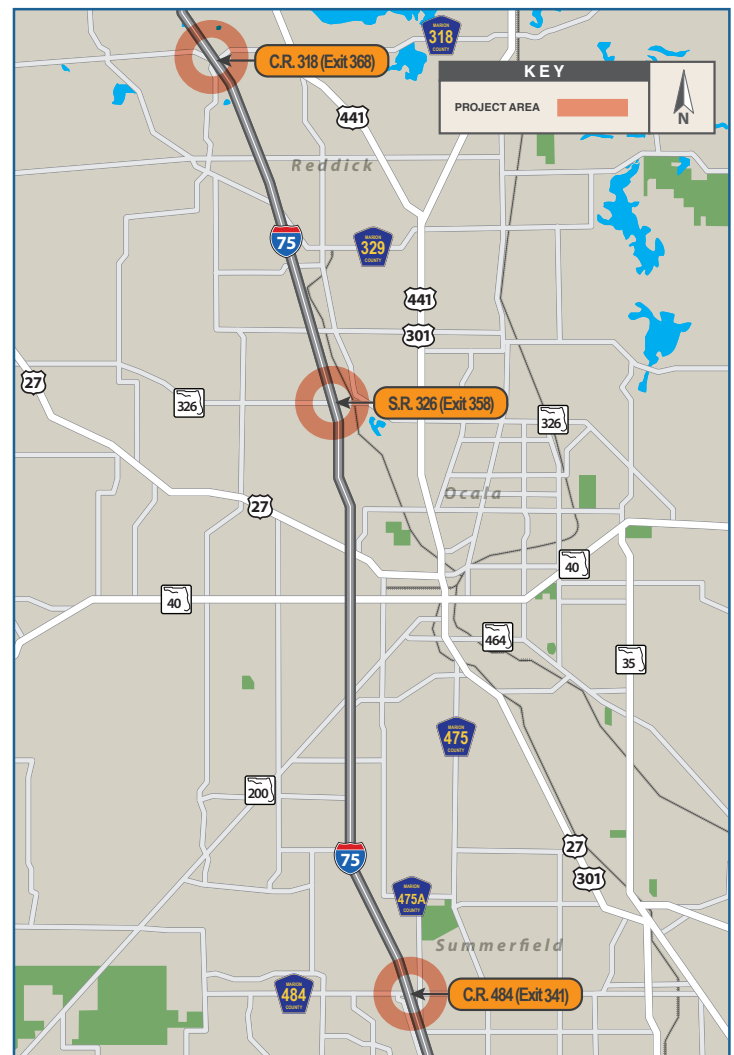 MARION
318
COUNTY
C.R. 318 (Exit 368)
KEY
PROJECT AREA
N
441
Reddick
75
MARION
329
COUNTY
441
301
27
326
S.R. 326 (Exit 358)
326
27
Ocala
40
40
464
35
MARION
475
COUNTY
200
75
27
301
MARION
475A
COUNTY
Summerfield
MARION
484
COUNTY
C.R. 484 (Exit 341)